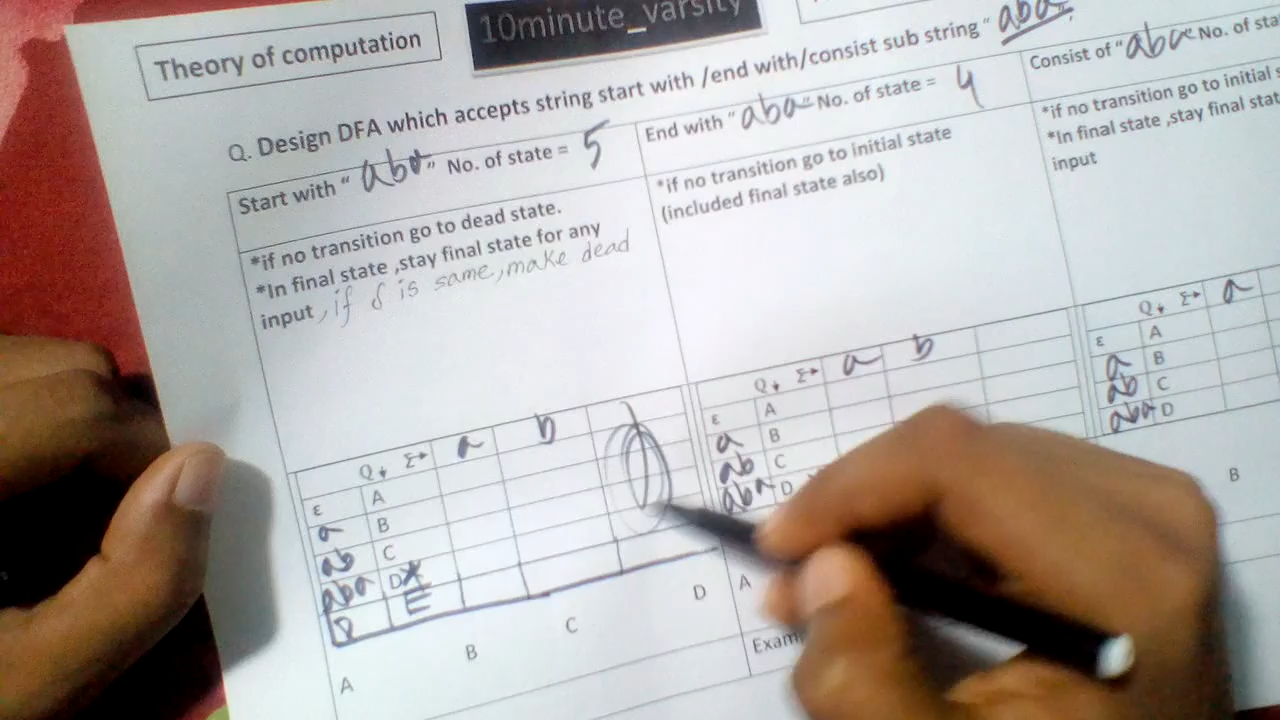 Theory of computation
10minute_varsity
Q. Design DFA which accepts string start with /end with/consist sub string "aba"
Start with "aba" No. of state = 5
*if no transition go to dead state.
*In final state ,stay final state for any
input, if δ is same, make dead
Q↓ Σ→ a b
ε A
a B
ab C
aba D*
E
A B C D
End with "aba" No. of state = 4
*if no transition go to initial state
(included final state also)
Q↓ Σ→ a b
ε A
a B
ab C
aba D
A
Consist of "aba" No. of
*if no transition go to initial
*In final state ,stay final
input
Q↓ Σ→ a
ε A
a B
ab C
aba D
B